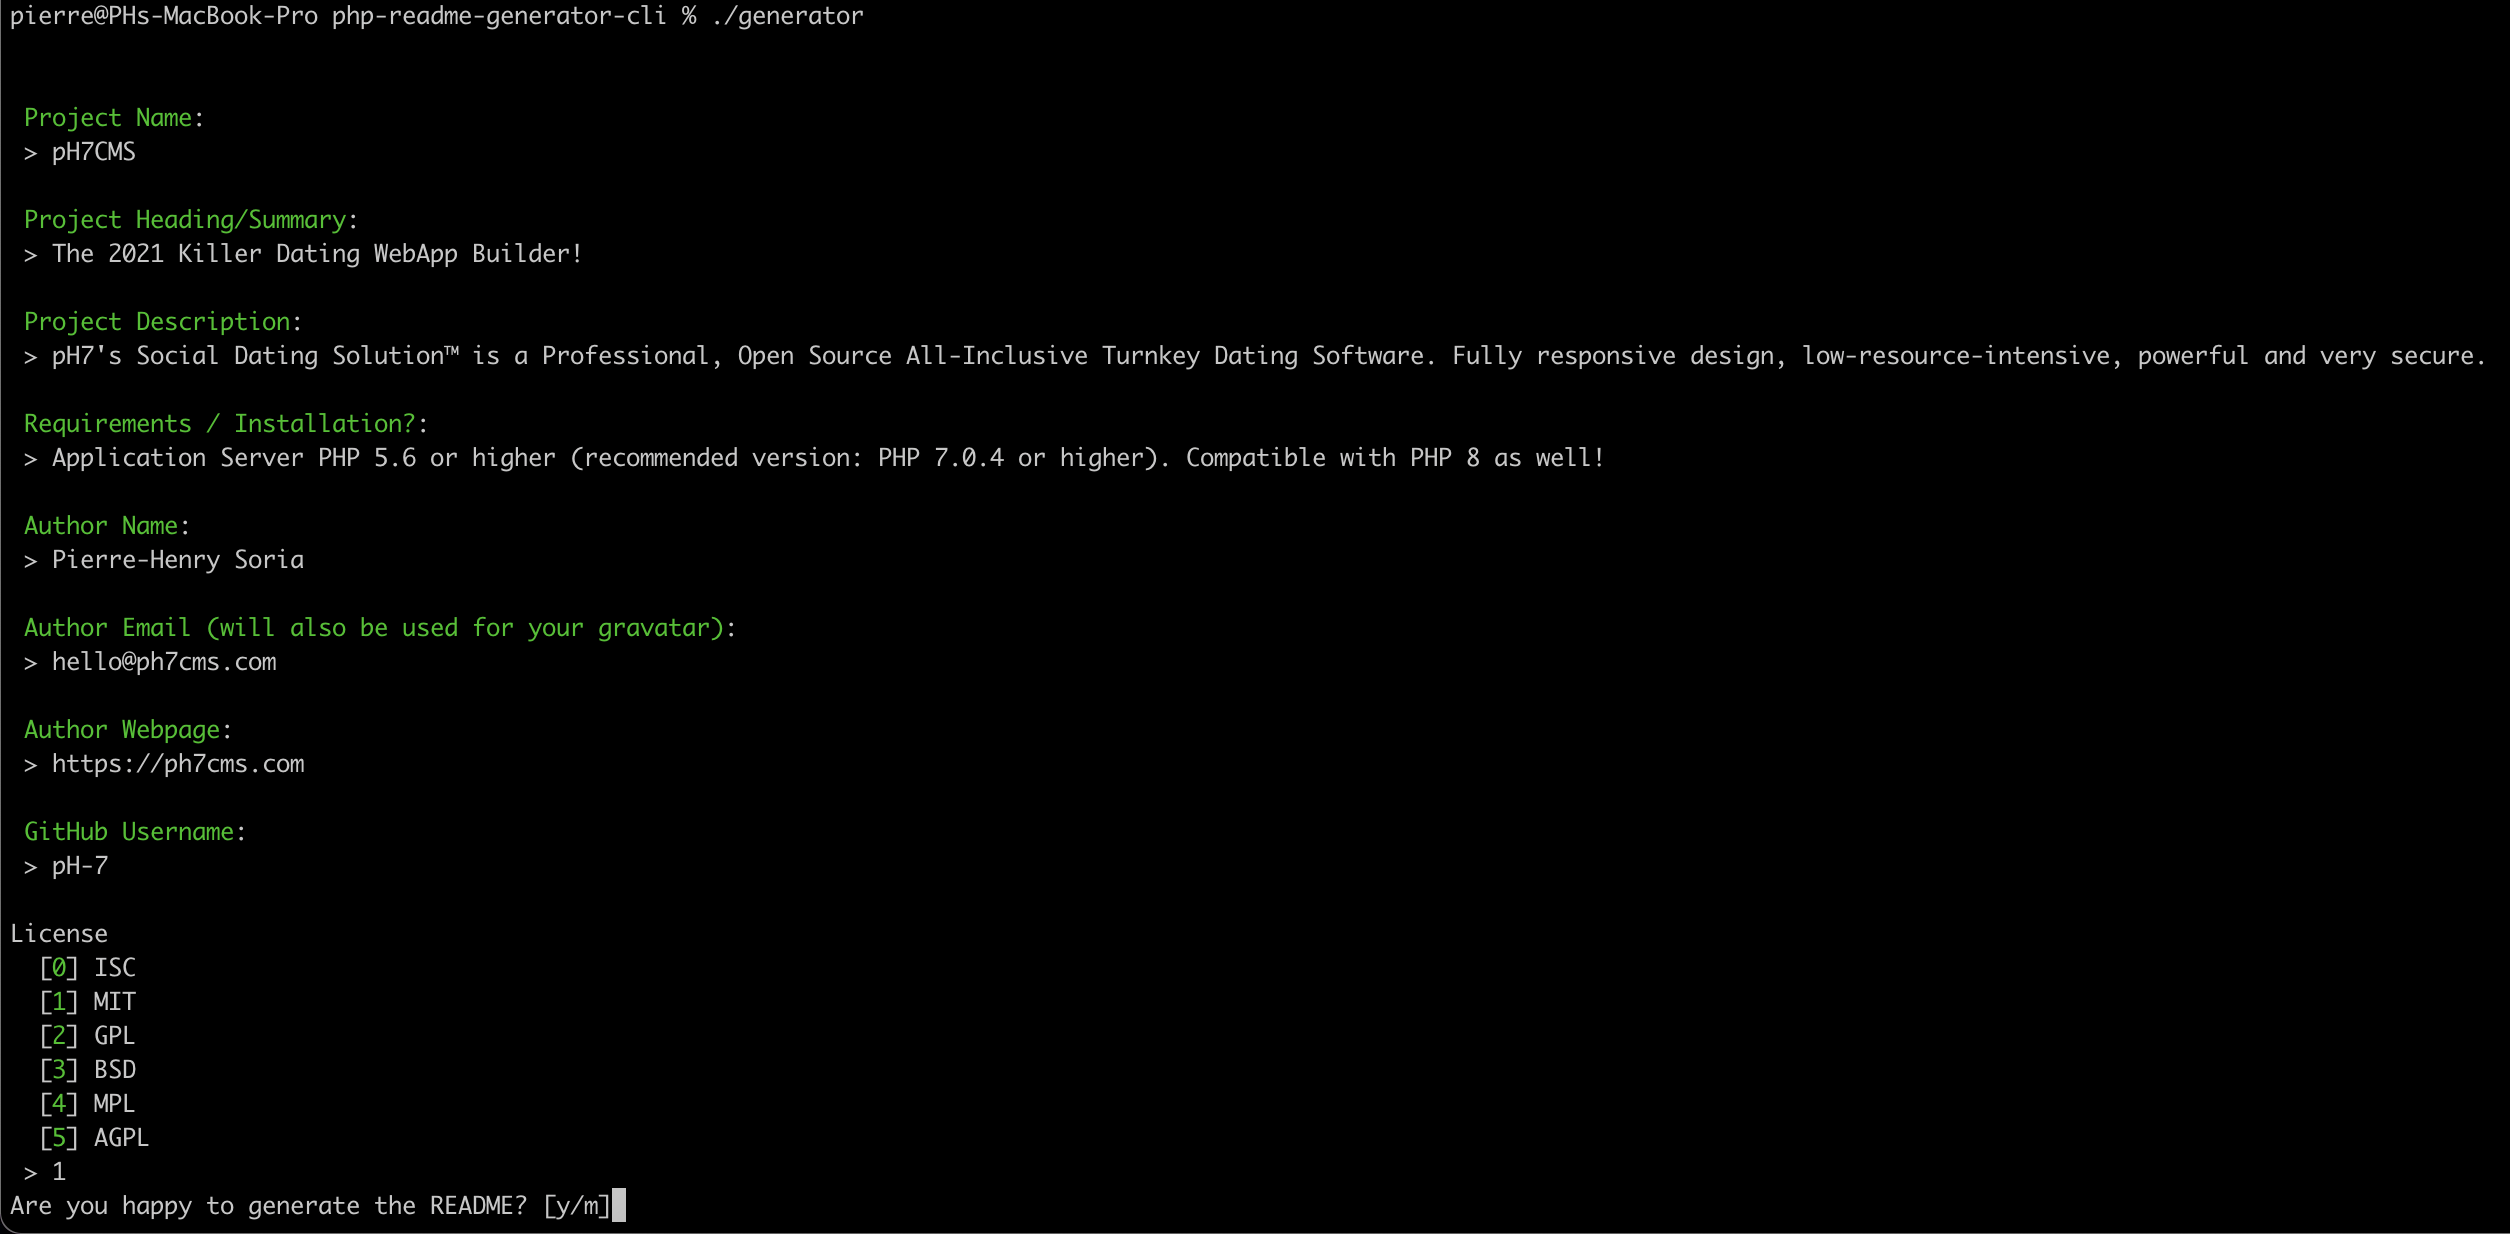 pierre@PHs-MacBook-Pro php-readme-generator-cli % ./generator
Project Name:
> pH7CMS
Project Heading/Summary:
> The 2021 Killer Dating WebApp Builder!
Project Description:
> pH7's Social Dating Solution™ is a Professional, Open Source All-Inclusive Turnkey Dating Software. Fully responsive design, low-resource-intensive, powerful and very secure.
Requirements / Installation?:
> Application Server PHP 5.6 or higher (recommended version: PHP 7.0.4 or higher). Compatible with PHP 8 as well!
Author Name:
> Pierre-Henry Soria
Author Email (will also be used for your gravatar):
> hello@ph7cms.com
Author Webpage:
> https://ph7cms.com
GitHub Username:
> pH-7
License
[0] ISC
[1] MIT
[2] GPL
[3] BSD
[4] MPL
[5] AGPL
> 1
Are you happy to generate the README? [y/m]